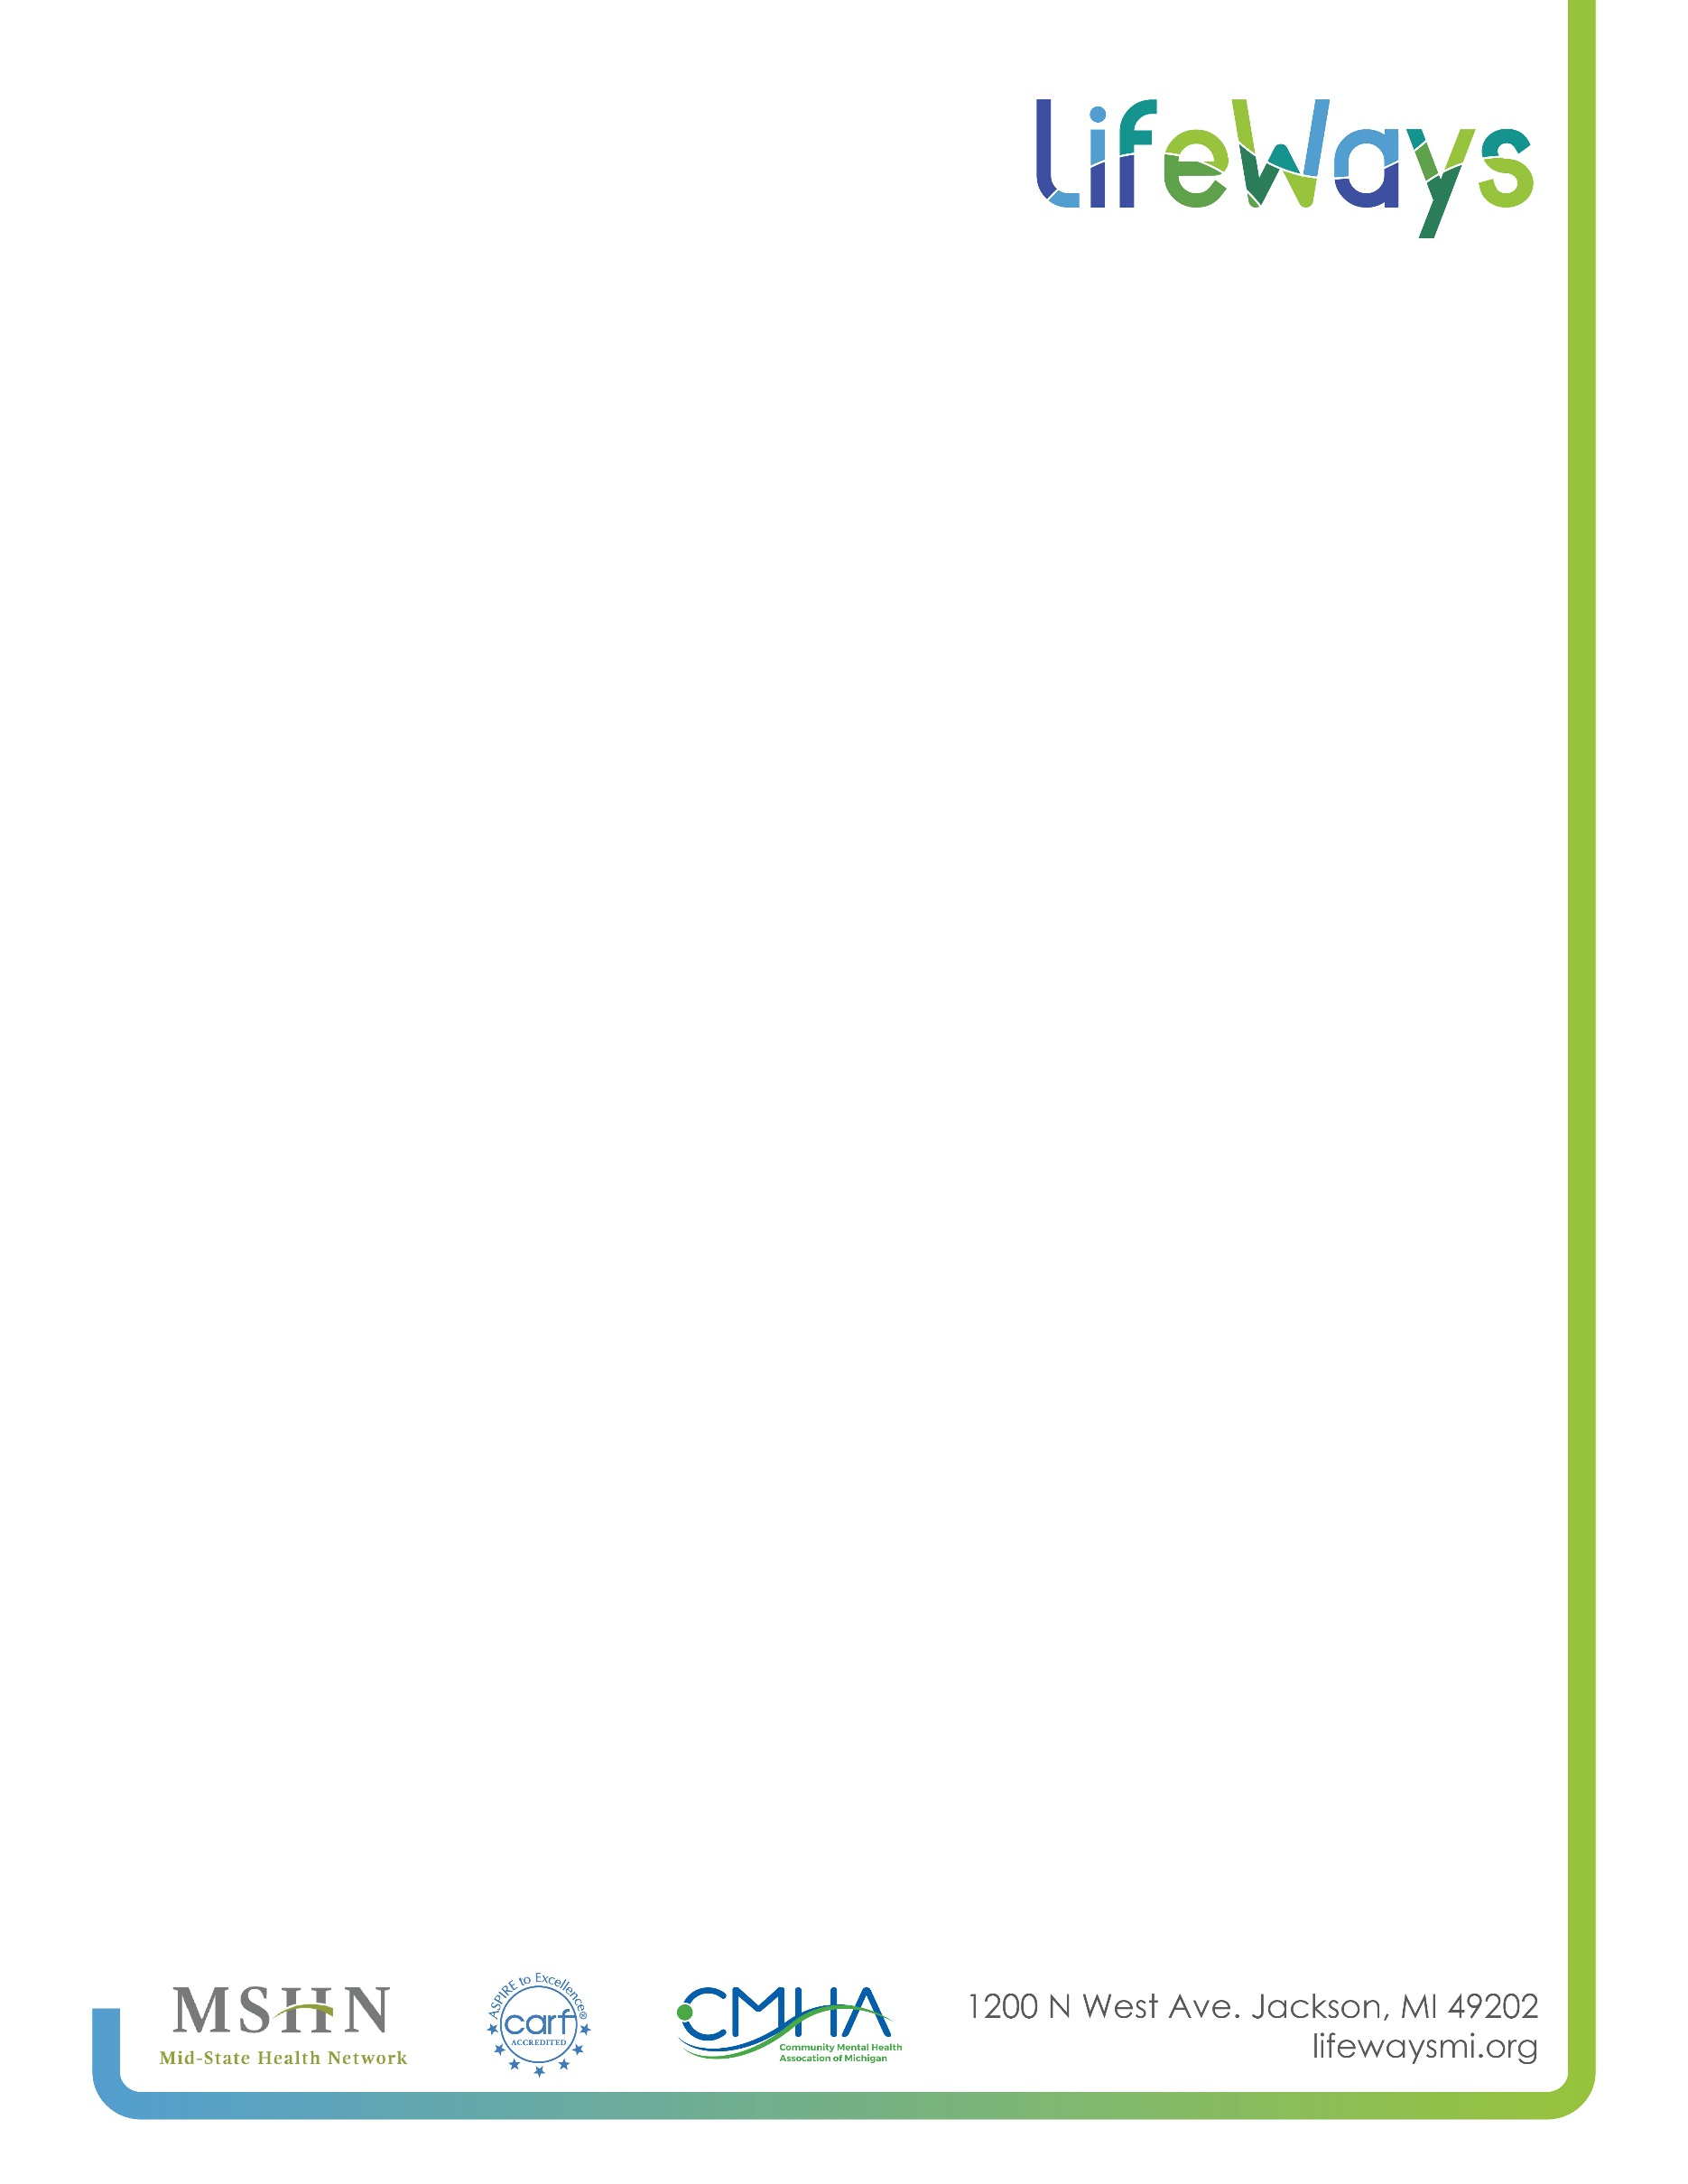 LifeWays
MSHN
Mid-State Health Network
ASPIRE to Excellence®
carf
ACCREDITED
CMHA
Community Mental Health
Assocation of Michigan
1200 N West Ave. Jackson, MI 49202
lifewaysmi.org